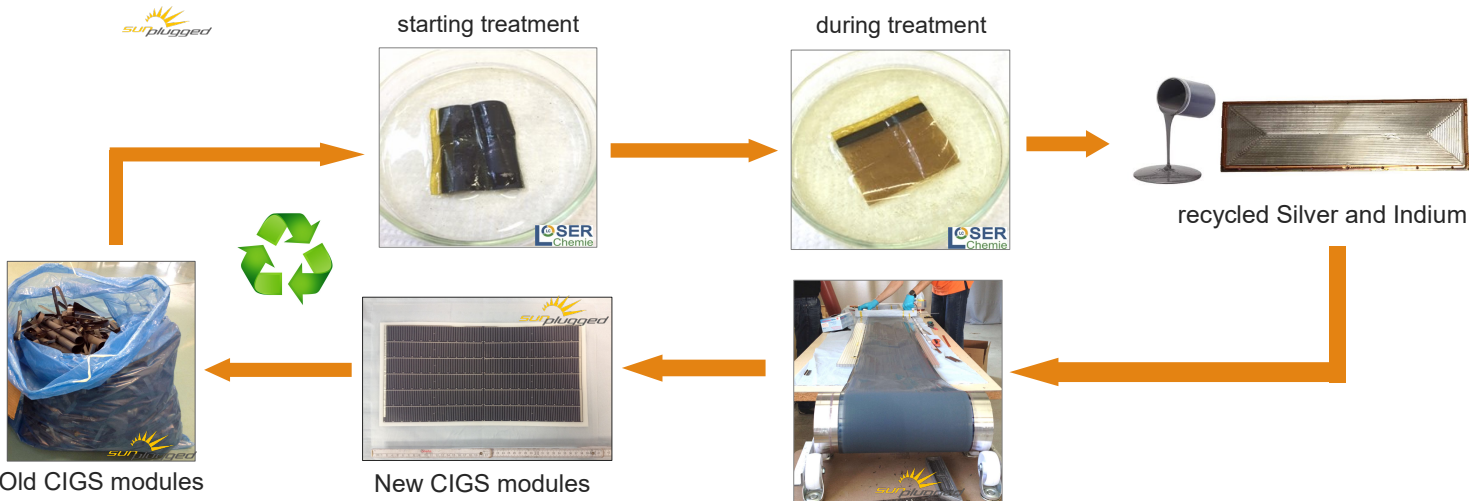 sunplugged
starting treatment
during treatment
LOSER
Chemie
LOSER
Chemie
recycled Silver and Indium
sunplugged
sunplugged
sunplugged
Old CIGS modules
New CIGS modules